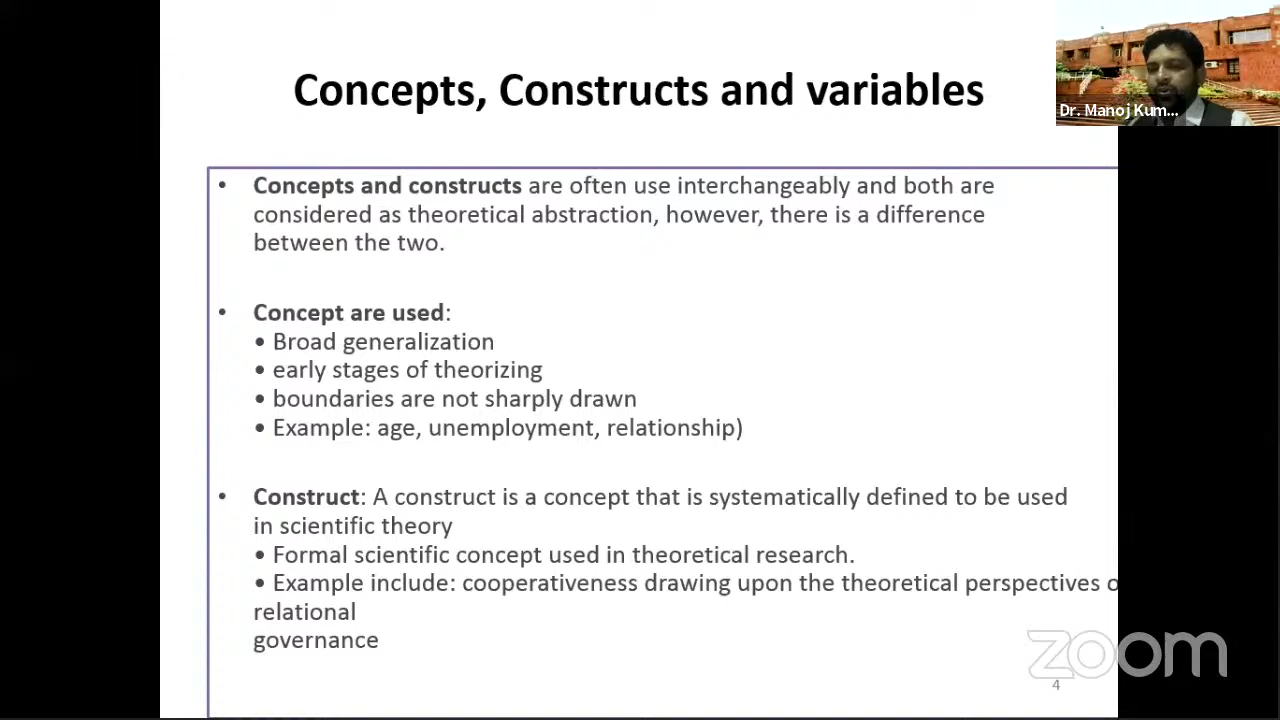 Concepts, Constructs and variables
Dr. Manoj Kum...
• Concepts and constructs are often use interchangeably and both are
considered as theoretical abstraction, however, there is a difference
between the two.
• Concept are used:
• Broad generalization
• early stages of theorizing
• boundaries are not sharply drawn
• Example: age, unemployment, relationship)
• Construct: A construct is a concept that is systematically defined to be used
in scientific theory
• Formal scientific concept used in theoretical research.
• Example include: cooperativeness drawing upon the theoretical perspectives
relational
governance
zoom
4